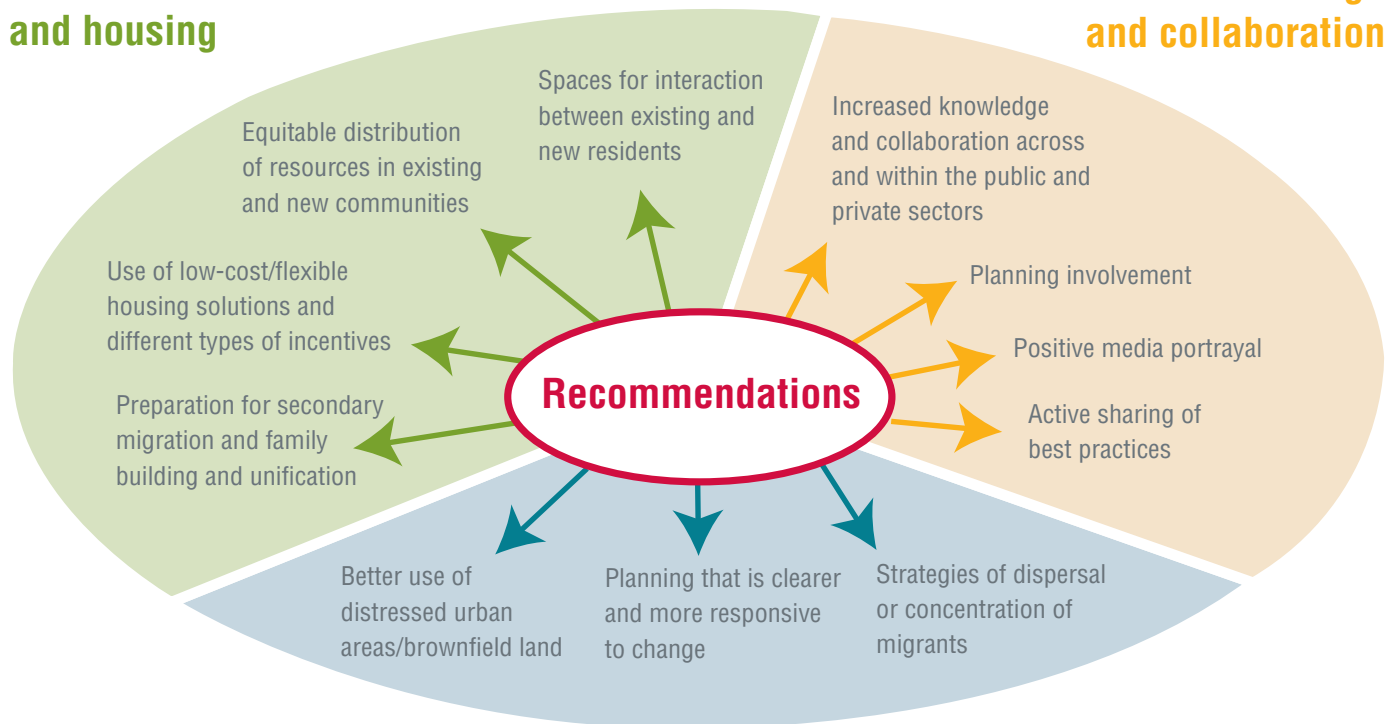 and housing
and collaboration
Spaces for interaction
between existing and
new residents
Equitable distribution
of resources in existing
and new communities
Use of low-cost/flexible
housing solutions and
different types of incentives
Preparation for secondary
migration and family
building and unification
Increased knowledge
and collaboration across
and within the public and
private sectors
Planning involvement
Positive media portrayal
Active sharing of
best practices
Recommendations
Better use of
distressed urban
areas/brownfield land
Planning that is clearer
and more responsive
to change
Strategies of dispersal
or concentration of
migrants